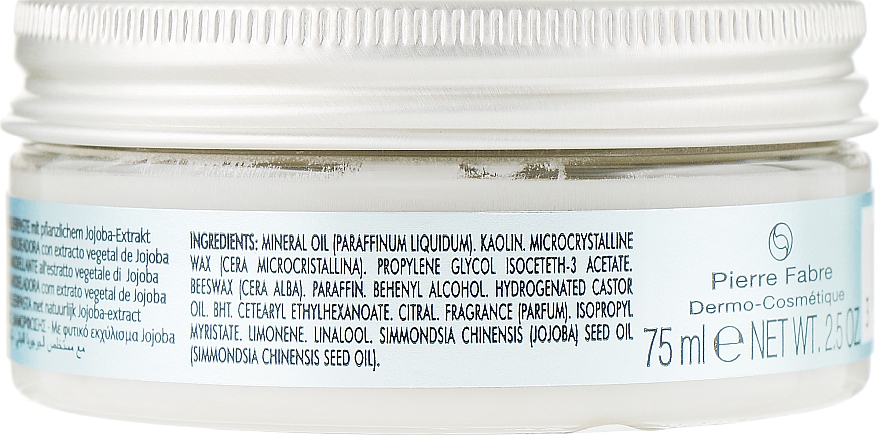 mit pflanzlichem Jojoba-Extrakt
con extracto vegetal de Jojoba
all'estratto vegetale di Jojoba
com extrato vegetal de Jojoba
met natuurlijk Jojoba-extract
Με φυτικό εκχύλισμα Jojoba
INGREDIENTS: MINERAL OIL (PARAFFINUM LIQUIDUM). KAOLIN. MICROCRYSTALLINE
WAX (CERA MICROCRISTALLINA). PROPYLENE GLYCOL ISOCETETH-3 ACETATE.
BEESWAX (CERA ALBA). PARAFFIN. BEHENYL ALCOHOL. HYDROGENATED CASTOR
OIL. BHT. CETEARYL ETHYLHEXANOATE. CITRAL. FRAGRANCE (PARFUM). ISOPROPYL
MYRISTATE. LIMONENE. LINALOOL. SIMMONDSIA CHINENSIS (JOJOBA) SEED OIL
(SIMMONDSIA CHINENSIS SEED OIL).
Pierre Fabre
Dermo-Cosmétique
75 ml ℮ NET WT. 2.5 OZ